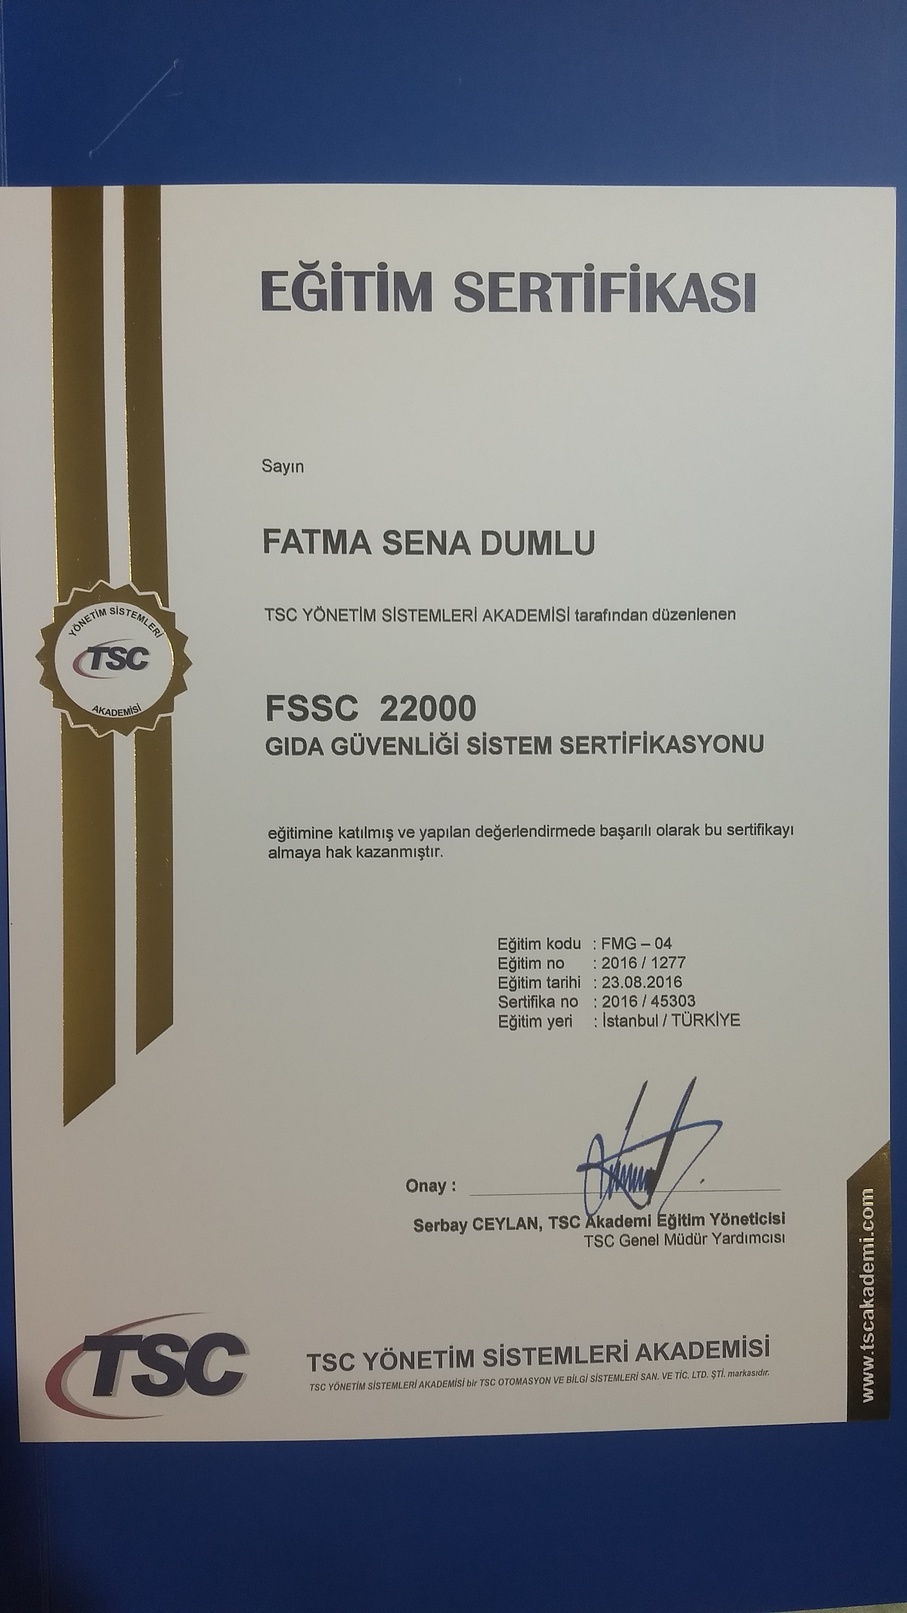 EĞİTİM SERTİFİKASI
Sayın
FATMA SENA DUMLU
TSC YÖNETİM SİSTEMLERİ AKADEMİSİ tarafından düzenlenen
YÖNETİM SİSTEMLERİ
TSC
AKADEMİSİ
FSSC 22000
GIDA GÜVENLİĞİ SİSTEM SERTİFİKASYONU
eğitimine katılmış ve yapılan değerlendirmede başarılı olarak bu sertifikayı
almaya hak kazanmıştır.
Eğitim kodu : FMG – 04
Eğitim no : 2016 / 1277
Eğitim tarihi : 23.08.2016
Sertifika no : 2016 / 45303
Eğitim yeri : İstanbul / TÜRKİYE
Onay :
Serbay CEYLAN, TSC Akademi Eğitim Yöneticisi
TSC Genel Müdür Yardımcısı
www.tscakademi.com
TSC
TSC YÖNETİM SİSTEMLERİ AKADEMİSİ
TSC YÖNETİM SİSTEMLERİ AKADEMİSİ bir TSC OTOMASYON VE BİLGİ SİSTEMLERİ SAN. VE TİC. LTD. ŞTİ. markasıdır.